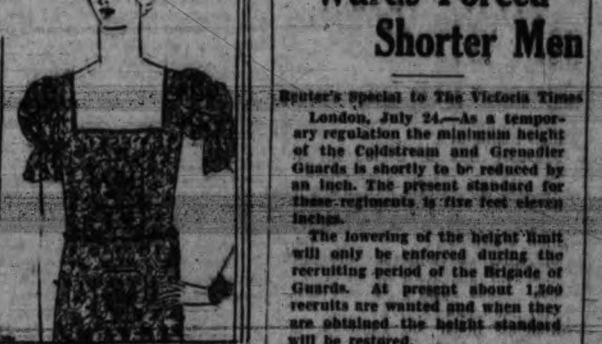 Shorter Men
Reuter's Special to The Victoria Times
London, July 24.—As a tempor-
ary regulation the minimum height
of the Coldstream and Grenadier
Guards is shortly to be reduced by
an inch. The present standard for
these regiments is five feet eleven
inches.
The lowering of the height limit
will only be enforced during the
recruiting period of the Brigade of
Guards. At present about 1,500
recruits are wanted and when they
are obtained the height standard
will be restored.